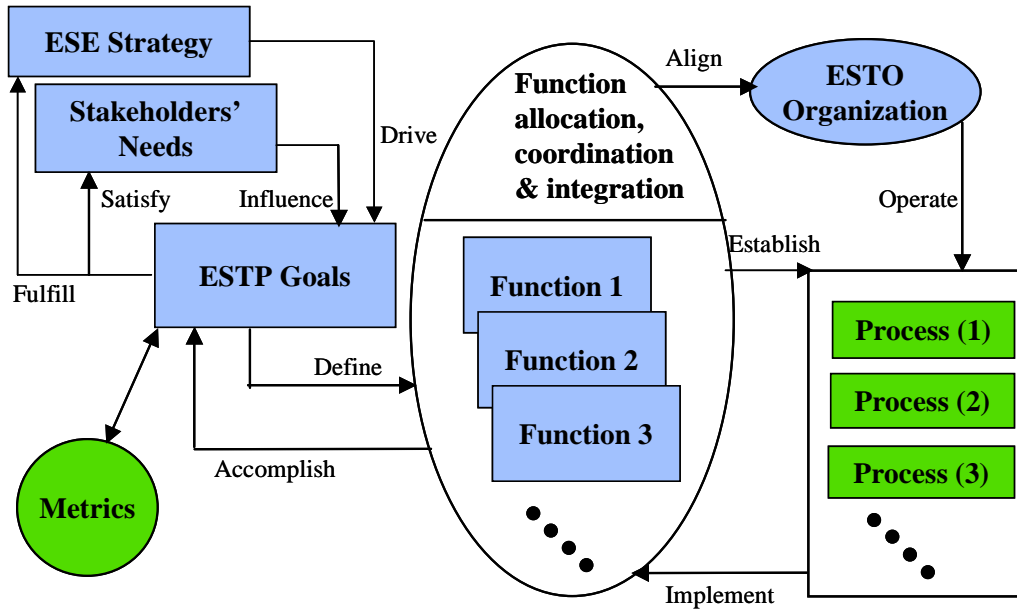 ESE Strategy
Stakeholders'
Needs
Satisfy
Influence
Drive
ESTP Goals
Fulfill
Define
Accomplish
Metrics
Function
allocation,
coordination
& integration
Function 1
Function 2
Function 3
Align
ESTO
Organization
Operate
Establish
Process (1)
Process (2)
Process (3)
Implement